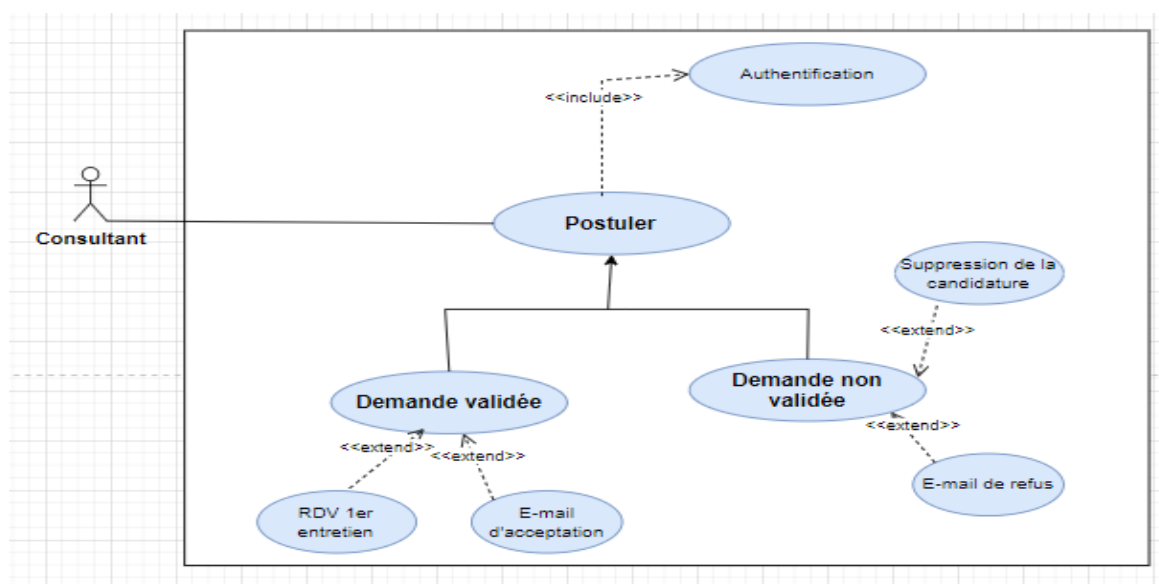 Authentification
<<include>>
Consultant
Postuler
Suppression de la
candidature
<<extend>>
Demande non
validée
Demande validée
<<extend>>
<<extend>>
<<extend>>
E-mail de refus
RDV 1er
entretien
E-mail
d'acceptation